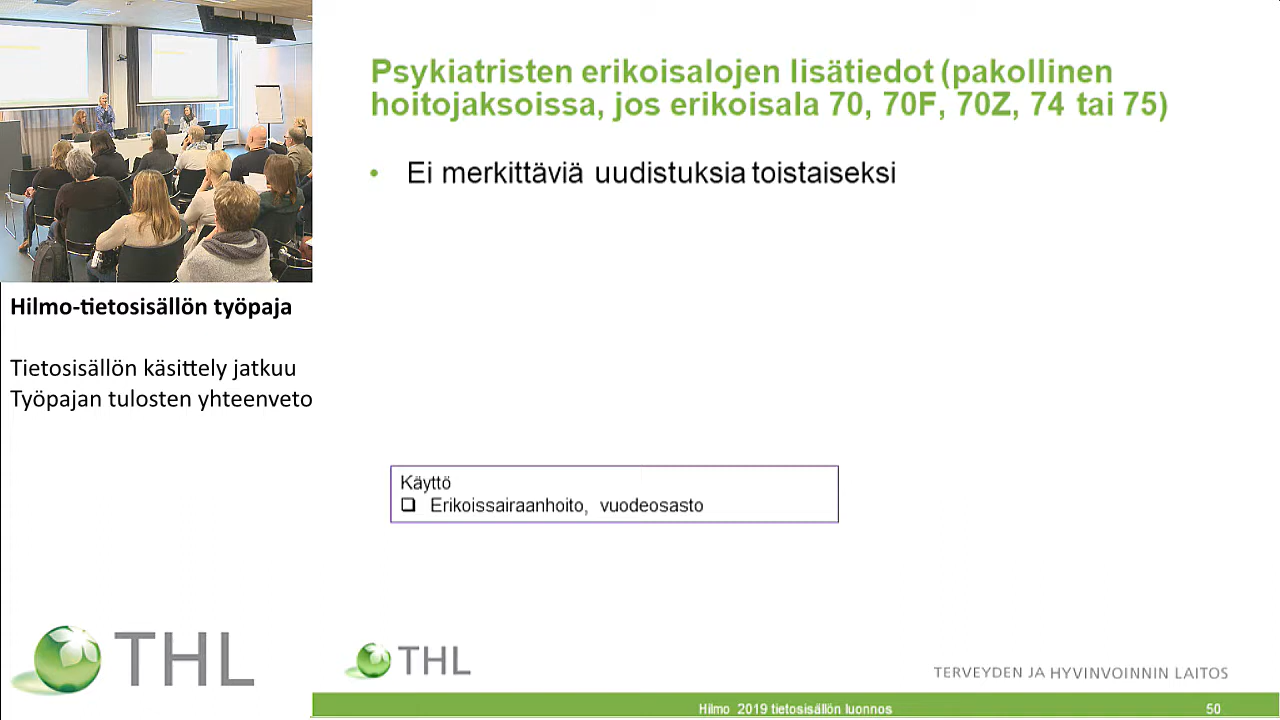 Psykiatristen erikoisalojen lisätiedot (pakollinen
hoitojaksoissa, jos erikoisala 70, 70F, 70Z, 74 tai 75)
• Ei merkittäviä uudistuksia toistaiseksi
Hilmo-tietosisällön työpaja
Tietosisällön käsittely jatkuu
Työpajan tulosten yhteenveto
Käyttö
❑ Erikoissairaanhoito, vuodeosasto
THL
THL
TERVEYDEN JA HYVINVOINNIN LAITOS
Hilmo 2019 tietosisällön luonnos
50